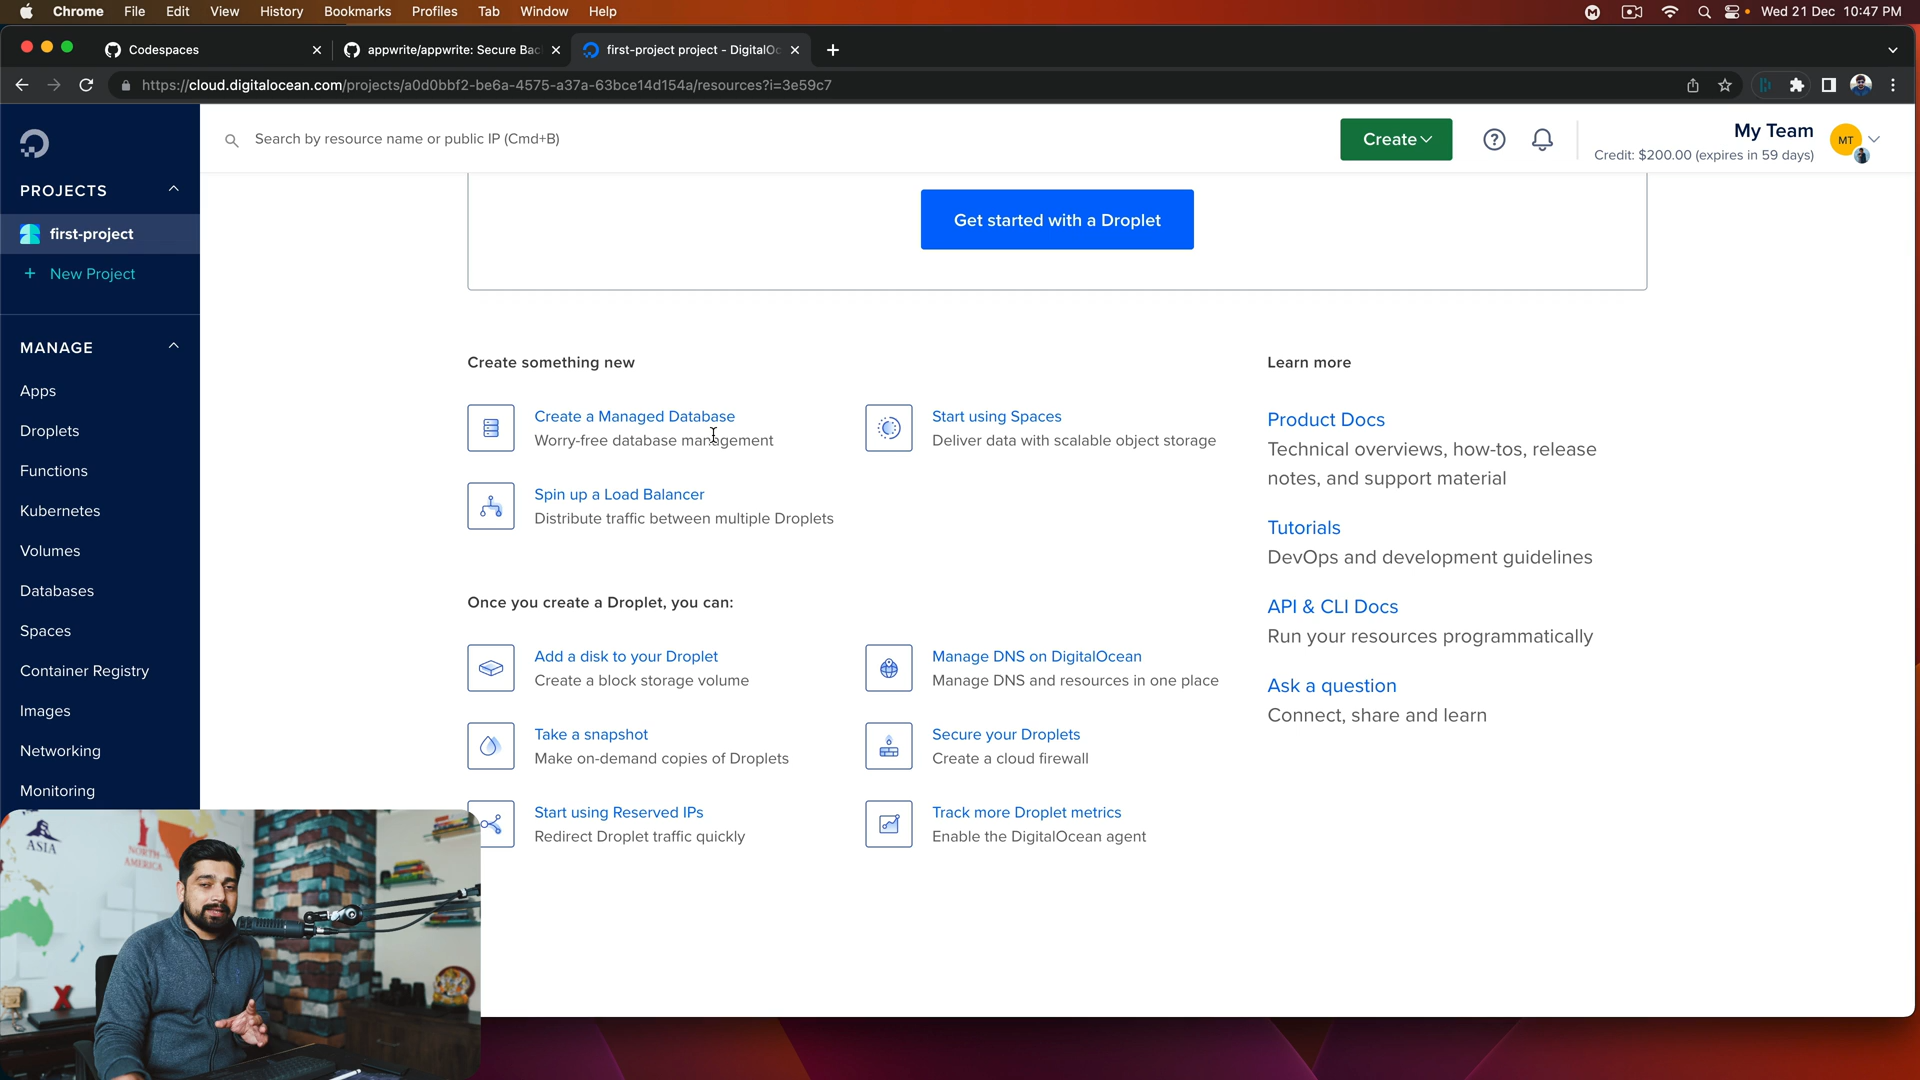 Chrome File Edit View History Bookmarks Profiles Tab Window Help
Wed 21 Dec 10:47 PM
Codespaces
appwrite/appwrite: Secure Bac
first-project project - DigitalOc
https://cloud.digitalocean.com/projects/a0d0bbf2-be6a-4575-a37a-63bce14d154a/resources?i=3e59c7
Search by resource name or public IP (Cmd+B)
Create
My Team
Credit: $200.00 (expires in 59 days)
MT
PROJECTS
first-project
+ New Project
MANAGE
Apps
Droplets
Functions
Kubernetes
Volumes
Databases
Spaces
Container Registry
Images
Networking
Monitoring
Get started with a Droplet
Create something new
Create a Managed Database
Worry-free database management
Start using Spaces
Deliver data with scalable object storage
Spin up a Load Balancer
Distribute traffic between multiple Droplets
Once you create a Droplet, you can:
Add a disk to your Droplet
Create a block storage volume
Manage DNS on DigitalOcean
Manage DNS and resources in one place
Take a snapshot
Make on-demand copies of Droplets
Secure your Droplets
Create a cloud firewall
Start using Reserved IPs
Redirect Droplet traffic quickly
Track more Droplet metrics
Enable the DigitalOcean agent
Learn more
Product Docs
Technical overviews, how-tos, release
notes, and support material
Tutorials
DevOps and development guidelines
API & CLI Docs
Run your resources programmatically
Ask a question
Connect, share and learn
ASIA
NORTH
AMERICA